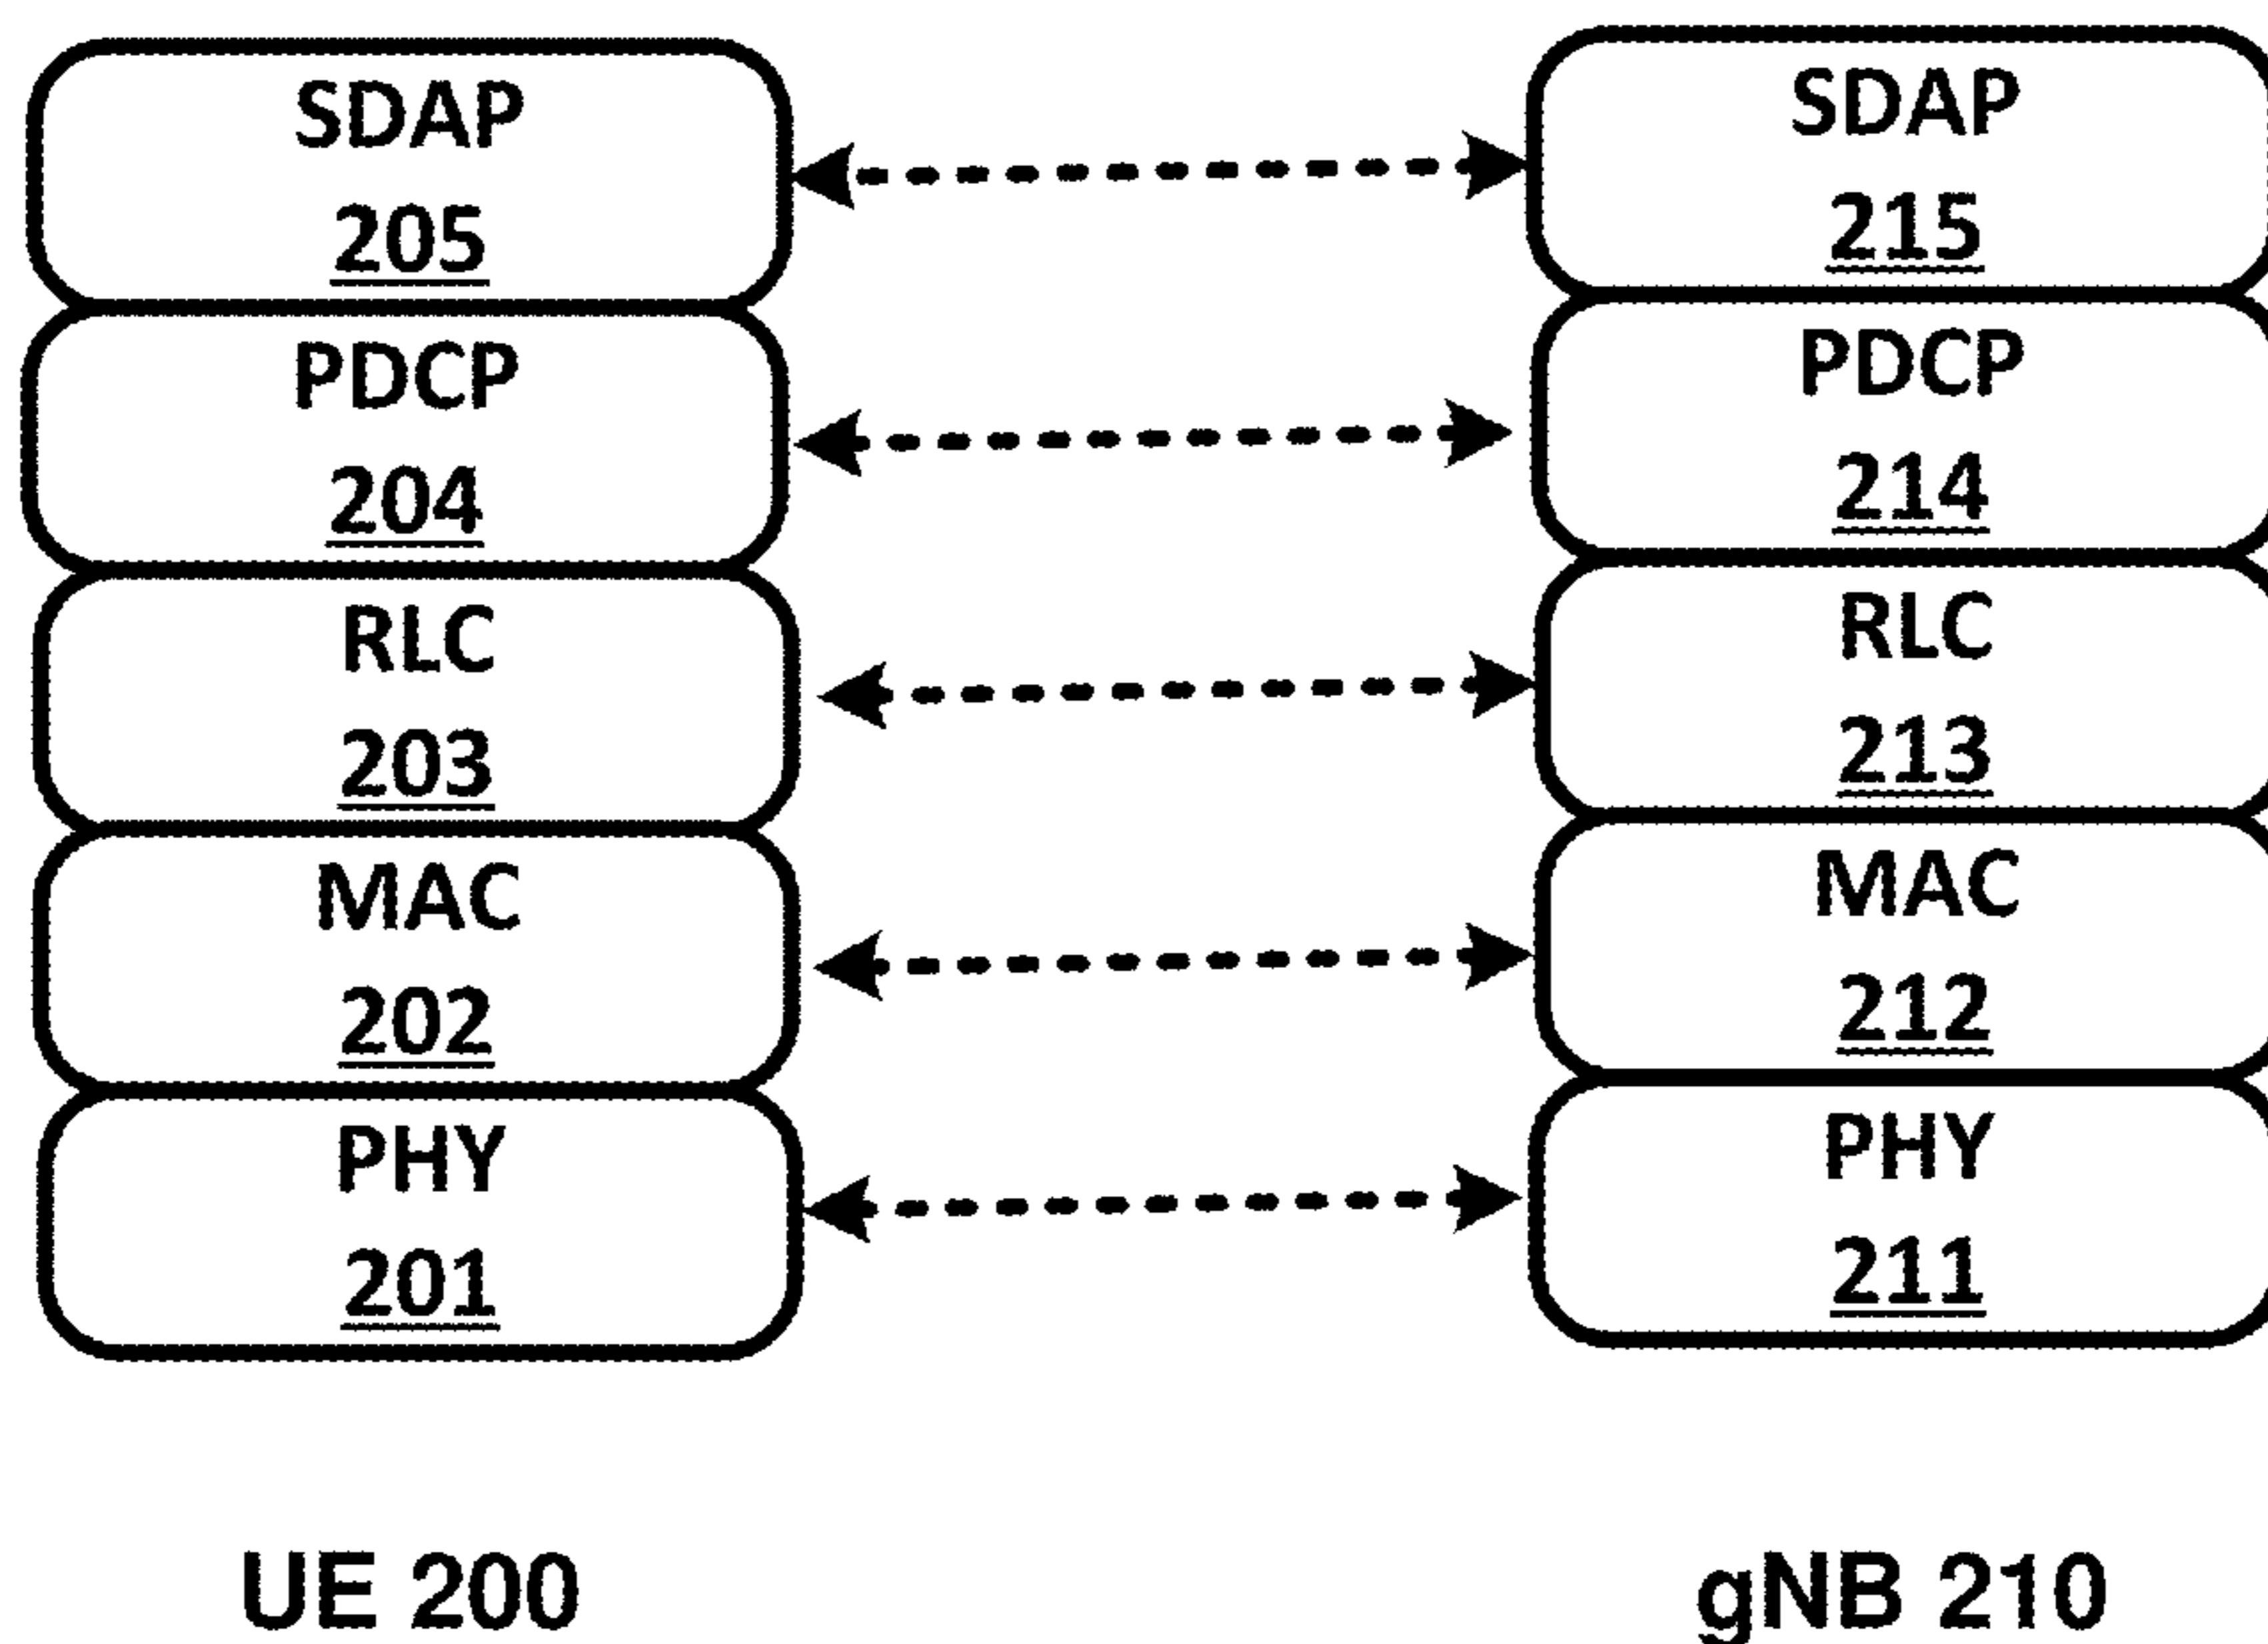 SDAP
205
PDCP
204
RLC
203
MAC
202
PHY
201
UE 200
SDAP
215
PDCP
214
RLC
213
MAC
212
PHY
211
gNB 210